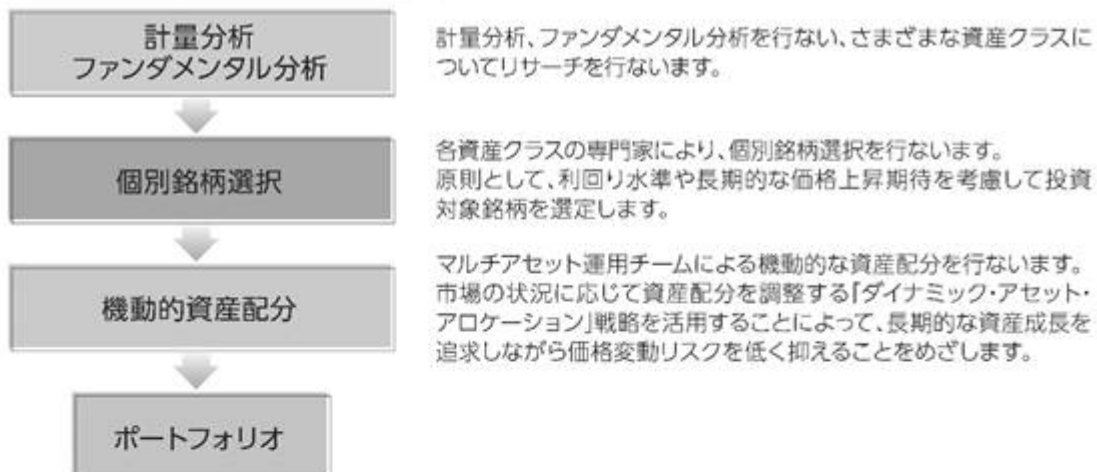 計量分析
ファンダメンタル分析
計量分析、ファンダメンタル分析を行ない、さまざまな資産クラスに
ついてリサーチを行ないます。
個別銘柄選択
各資産クラスの専門家により、個別銘柄選択を行ないます。
原則として、利回り水準や長期的な価格上昇期待を考慮して投資
対象銘柄を選定します。
機動的資産配分
マルチアセット運用チームによる機動的な資産配分を行ないます。
市場の状況に応じて資産配分を調整する「ダイナミック・アセット・
アロケーション」戦略を活用することによって、長期的な資産成長を
追求しながら価格変動リスクを低く抑えることをめざします。
ポートフォリオ